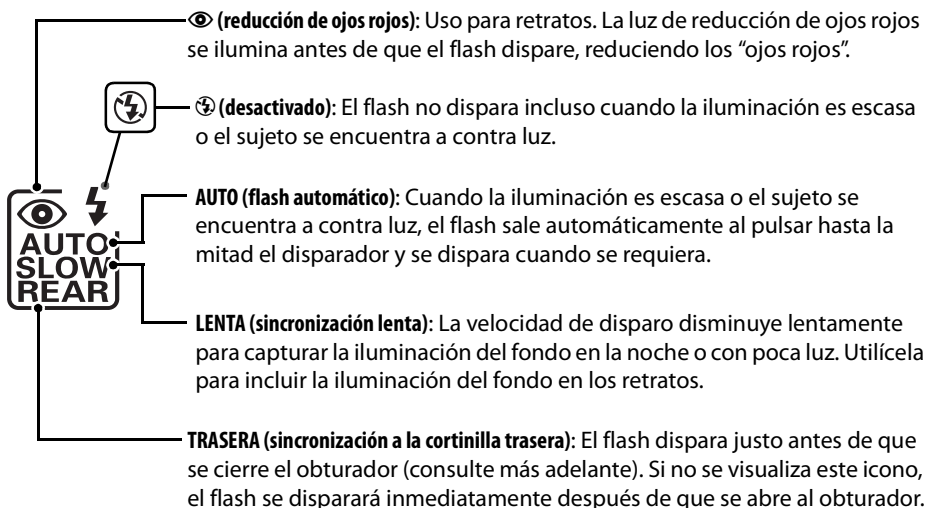 (reducción de ojos rojos): Uso para retratos. La luz de reducción de ojos rojos
se ilumina antes de que el flash dispare, reduciendo los “ojos rojos”.
(desactivado): El flash no dispara incluso cuando la iluminación es escasa
o el sujeto se encuentra a contra luz.
AUTO (flash automático): Cuando la iluminación es escasa o el sujeto se
encuentra a contra luz, el flash sale automáticamente al pulsar hasta la
mitad el disparador y se dispara cuando se requiera.
AUTO
SLOW
REAR
LENTA (sincronización lenta): La velocidad de disparo disminuye lentamente
para capturar la iluminación del fondo en la noche o con poca luz. Utilícela
para incluir la iluminación del fondo en los retratos.
TRASERA (sincronización a la cortinilla trasera): El flash dispara justo antes de que
se cierre el obturador (consulte más adelante). Si no se visualiza este icono,
el flash se disparará inmediatamente después de que se abre al obturador.